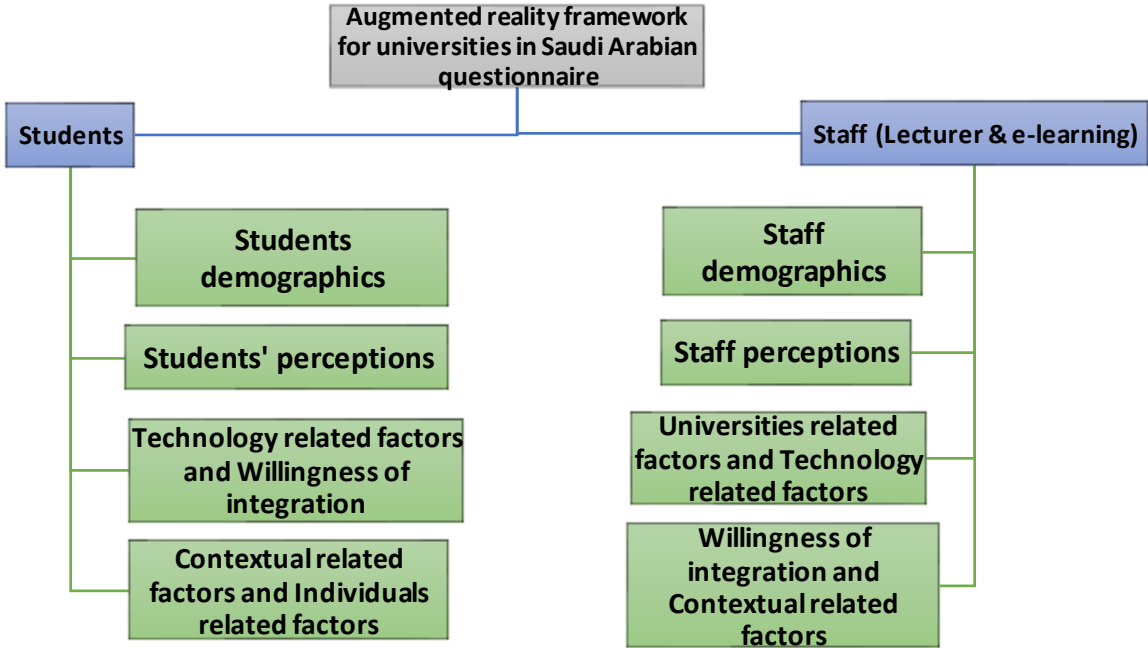 Augmented reality framework
for universities in Saudi Arabian
questionnaire
Students
Staff (Lecturer & e-learning)
Students
demographics
Students' perceptions
Technology related factors
and Willingness of
integration
Contextual related
factors and Individuals
related factors
Staff
demographics
Staff perceptions
Universities related
factors and Technology
related factors
Willingness of
integration and
Contextual related
factors